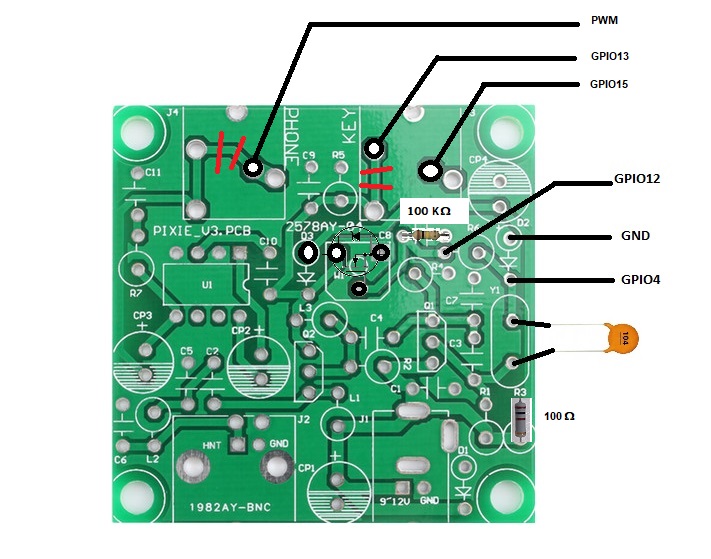 PWM
GPIO13
GPIO15
J4
PHONE
KEY
C9
R5
CP4
C11
GPIO12
100 KΩ
PIXIE_V3.PCB
2578AY-04
D3
C8
R6
D2
GND
C10
GPIO4
R7
U1
Y1
L3
C7
Q1
CP3
CP2
Q2
C4
C3
R2
104
C5
C2
C1
R1
R3
L1
100 Ω
J2
J1
HNT
GND
C6
L2
CP1
D1
9~12V
GND
1982AY-BNC